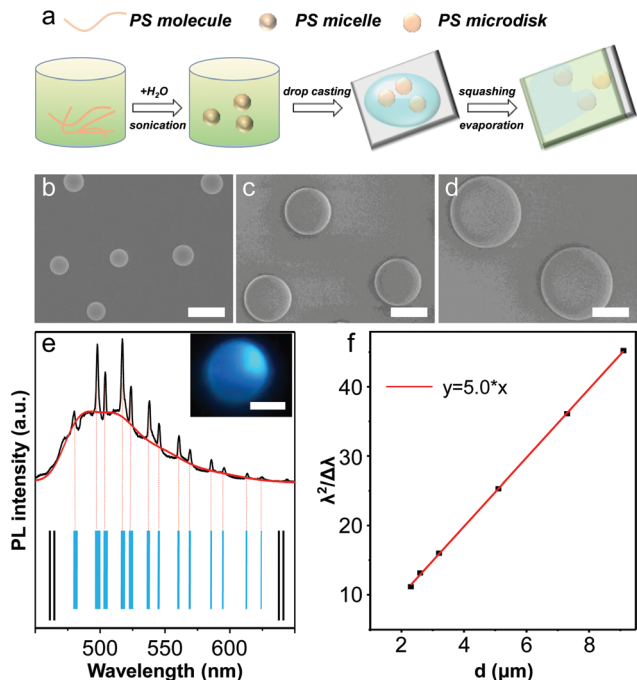 a
PS molecule PS micelle PS microdisk
+H₂O
sonication
drop casting
squashing
evaporation
b
c
d
e
PL intensity (a.u.)
500 550 600
Wavelength (nm)
f
y=5.0*x
λ²/Δλ
40
30
20
10
2 4 6 8
d (μm)